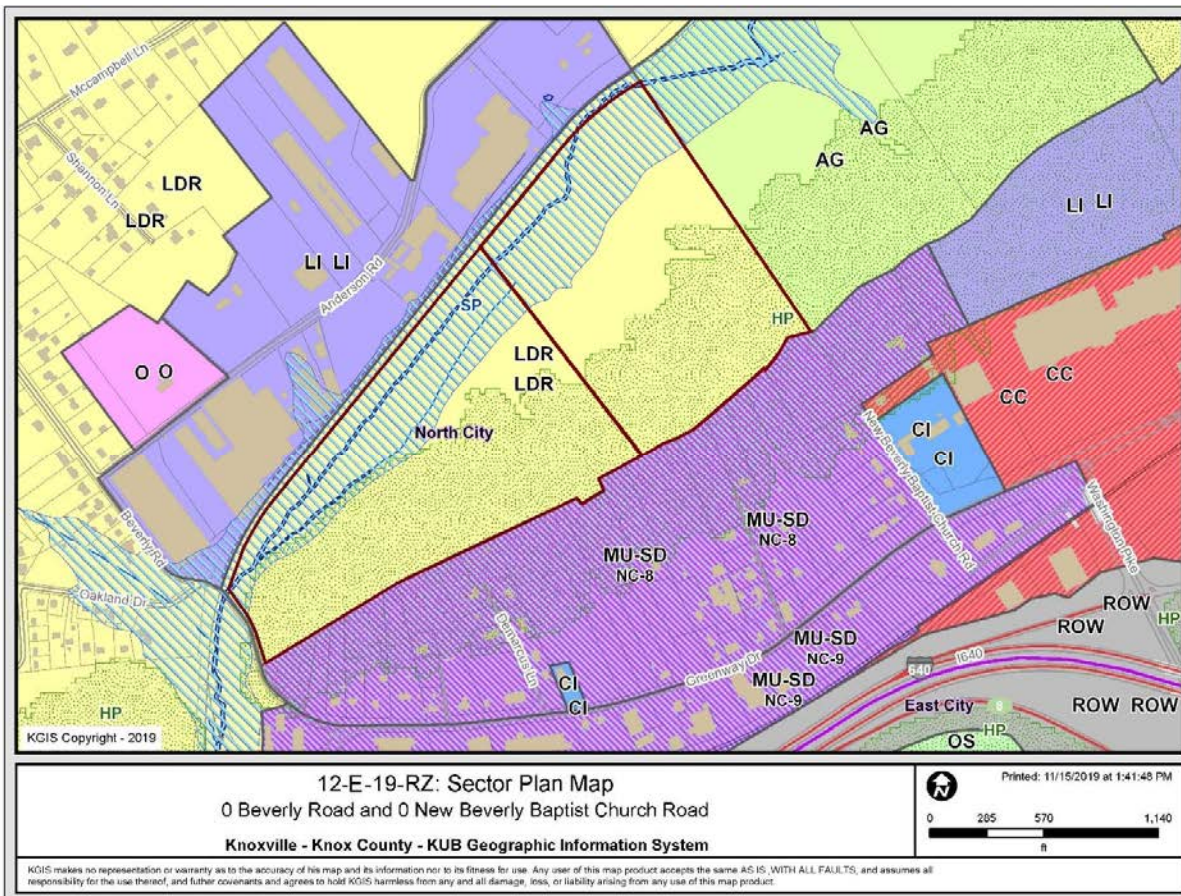 Mccampbell Ln
Shannon Ln
LDR
LDR
AG
AG
LI LI
LI LI
Anderson Rd
SP
HP
O O
LDR
LDR
CC
CC
CI
CI
North City
New Beverly Baptist Church Rd
Washington Pike
Beverly Rd
MU-SD
NC-8
MU-SD
NC-8
Oakland Dr
Demarcus Ln
Greenway Dr
ROW
ROW
HP
MU-SD
NC-9
MU-SD
NC-9
640
I640
CI
CI
East City
8
ROW ROW
HP
HP
OS
KGIS Copyright - 2019
12-E-19-RZ: Sector Plan Map
0 Beverly Road and 0 New Beverly Baptist Church Road
Knoxville - Knox County - KUB Geographic Information System
N
Printed: 11/15/2019 at 1:41:48 PM
0 285 570 1,140
ft
KGIS makes no representation or warranty as to the accuracy of his map and its information nor to its fitness for use. Any user of this map product accepts the same AS IS ,WITH ALL FAULTS, and assumes all
responsibility for the use thereof, and futher covenants and agrees to hold KGIS harmless from any and all damage, loss, or liability arising from any use of this map product.